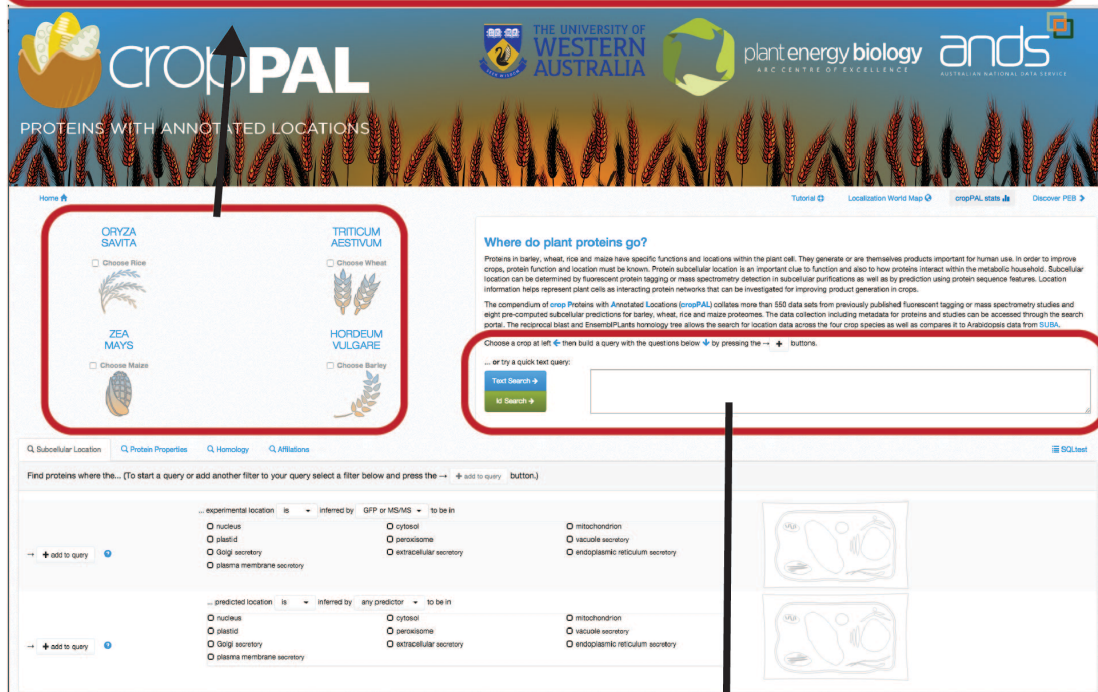 cropPAL
PROTEINS WITH ANNOTATED LOCATIONS
THE UNIVERSITY OF
WESTERN
AUSTRALIA
plant energy biology
ARC CENTRE OF EXCELLENCE
ands
AUSTRALIAN NATIONAL DATA SERVICE
Home
Tutorial
Localization World Map
cropPAL stats
Discover PEB
ORYZA
SAVITA
Choose Rice
TRITICUM
AESTIVUM
Choose Wheat
ZEA
MAYS
Choose Maize
HORDEUM
VULGARE
Choose Barley
Where do plant proteins go?
Proteins in barley, wheat, rice and maize have specific functions and locations within the plant cell. They generate or are themselves products important for human use. In order to improve
crops, protein function and location must be known. Protein subcellular location is an important clue to function and also to how proteins interact within the metabolic household. Subcellular
location can be determined by fluorescent protein tagging or mass spectrometry detection in subcellular purifications as well as by prediction using protein sequence features. Location
information helps represent plant cells as interacting protein networks that can be investigated for improving product generation in crops.
The compendium of crop Proteins with Annotated Locations (cropPAL) collates more than 550 data sets from previously published fluorescent tagging or mass spectrometry studies and
eight pre-computed subcellular predictions for barley, wheat, rice and maize proteomes. The data collection including metadata for proteins and studies can be accessed through the search
portal. The reciprocal blast and EnsemblPLants homology tree allows the search for location data across the four crop species as well as compares it to Arabidopsis data from SUBA.
Choose a crop at left ← then build a query with the questions below ↓ by pressing the → + buttons.
... or try a quick text query:
Text Search →
Id Search →
Subcellular Location
Protein Properties
Homology
Affiliations
SQLtest
Find proteins where the... (To start a query or add another filter to your query select a filter below and press the → + add to query button.)
... experimental location is inferred by GFP or MS/MS to be in
nucleus cytosol mitochondrion
plastid peroxisome vacuole secretory
→ + add to query ?
Golgi secretory extracellular secretory endoplasmic reticulum secretory
plasma membrane secretory
... predicted location is inferred by any predictor to be in
nucleus cytosol mitochondrion
plastid peroxisome vacuole secretory
→ + add to query ?
Golgi secretory extracellular secretory endoplasmic reticulum secretory
plasma membrane secretory